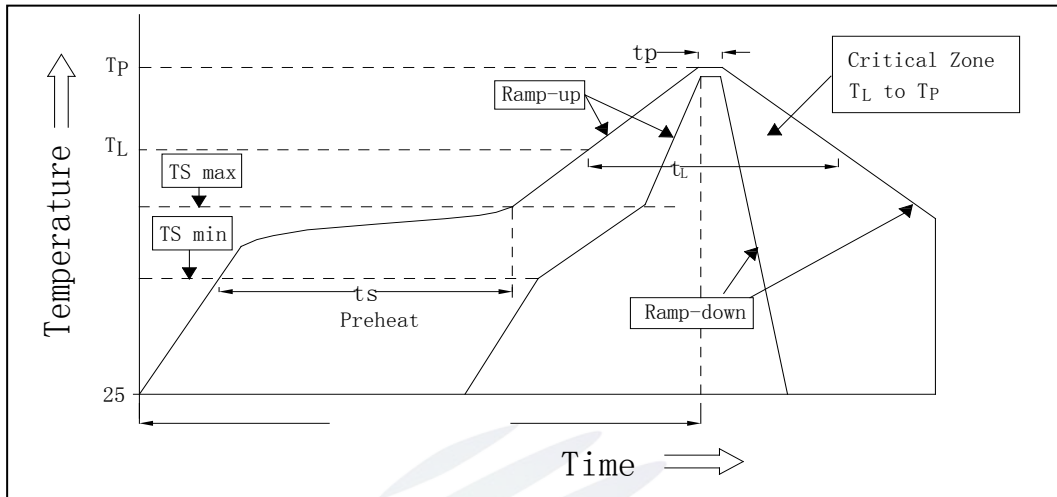 tp
TP
Critical Zone
TL to TP
Ramp-up
TL
tL
TS max
TS min
ts
Preheat
Ramp-down
25
Temperature
Time